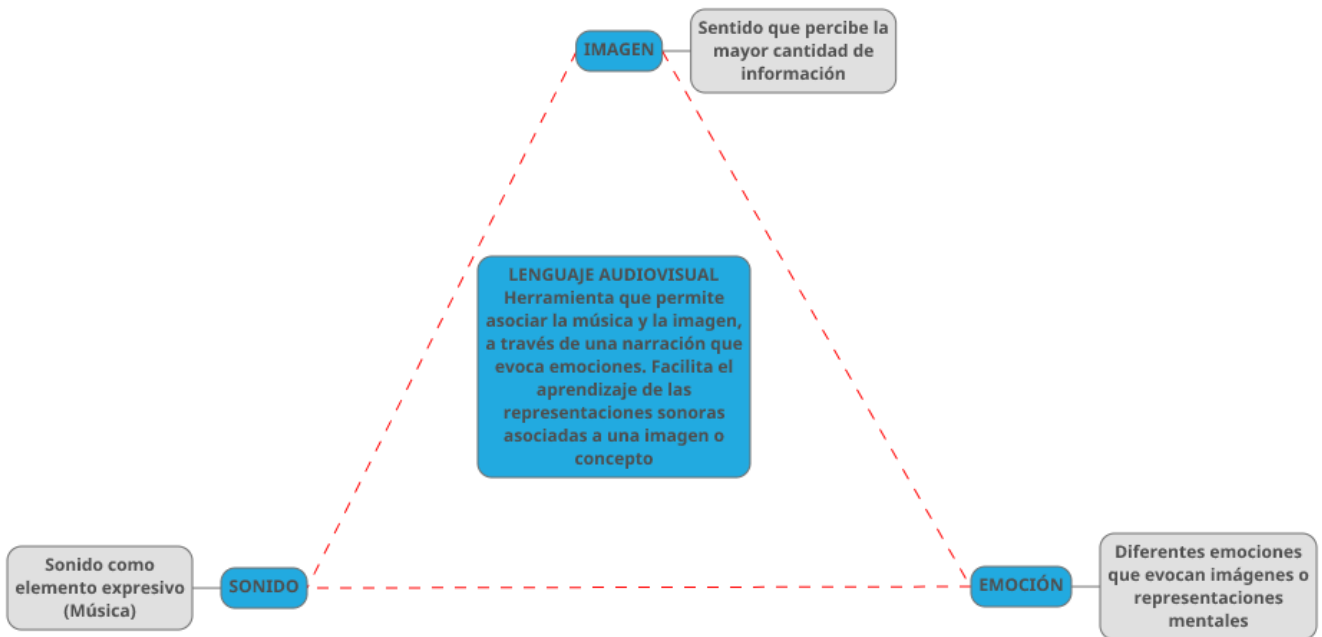 IMAGEN
Sentido que percibe la
mayor cantidad de
información
LENGUAJE AUDIOVISUAL
Herramienta que permite
asociar la música y la imagen,
a través de una narración que
evoca emociones. Facilita el
aprendizaje de las
representaciones sonoras
asociadas a una imagen o
concepto
Sonido como
elemento expresivo
(Música)
SONIDO
EMOCIÓN
Diferentes emociones
que evocan imágenes o
representaciones
mentales